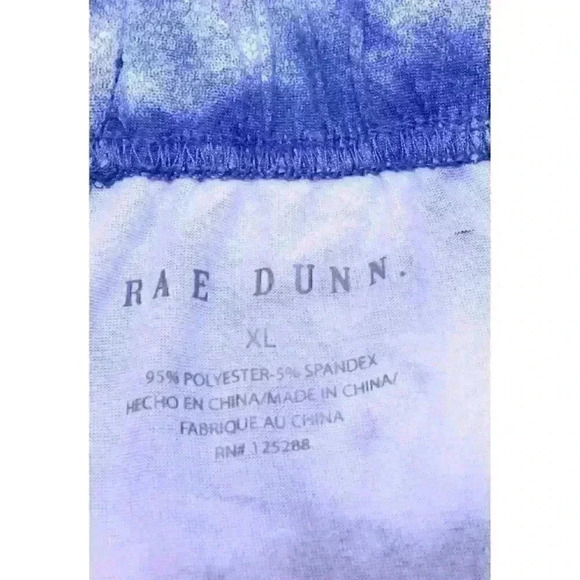 RAE DUNN.
XL
95% POLYESTER-5% SPANDEX
HECHO EN CHINA/MADE IN CHINA/
FABRIQUE AU CHINA
RN# 125288